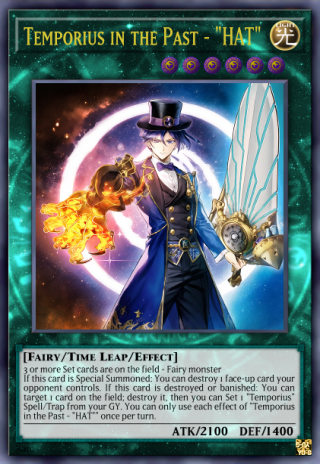 Temporius in the Past - "HAT"
LIGHT
光
[Fairy/Time Leap/Effect]
3 or more Set cards are on the field - Fairy monster
If this card is Special Summoned: You can destroy 1 face-up card your
opponent controls. If this card is destroyed or banished: You can
target 1 card on the field; destroy it, then you can Set 1 "Temporius"
Spell/Trap from your GY. You can only use each effect of "Temporius
in the Past - "HAT"" once per turn.
ATK/2100 DEF/1400